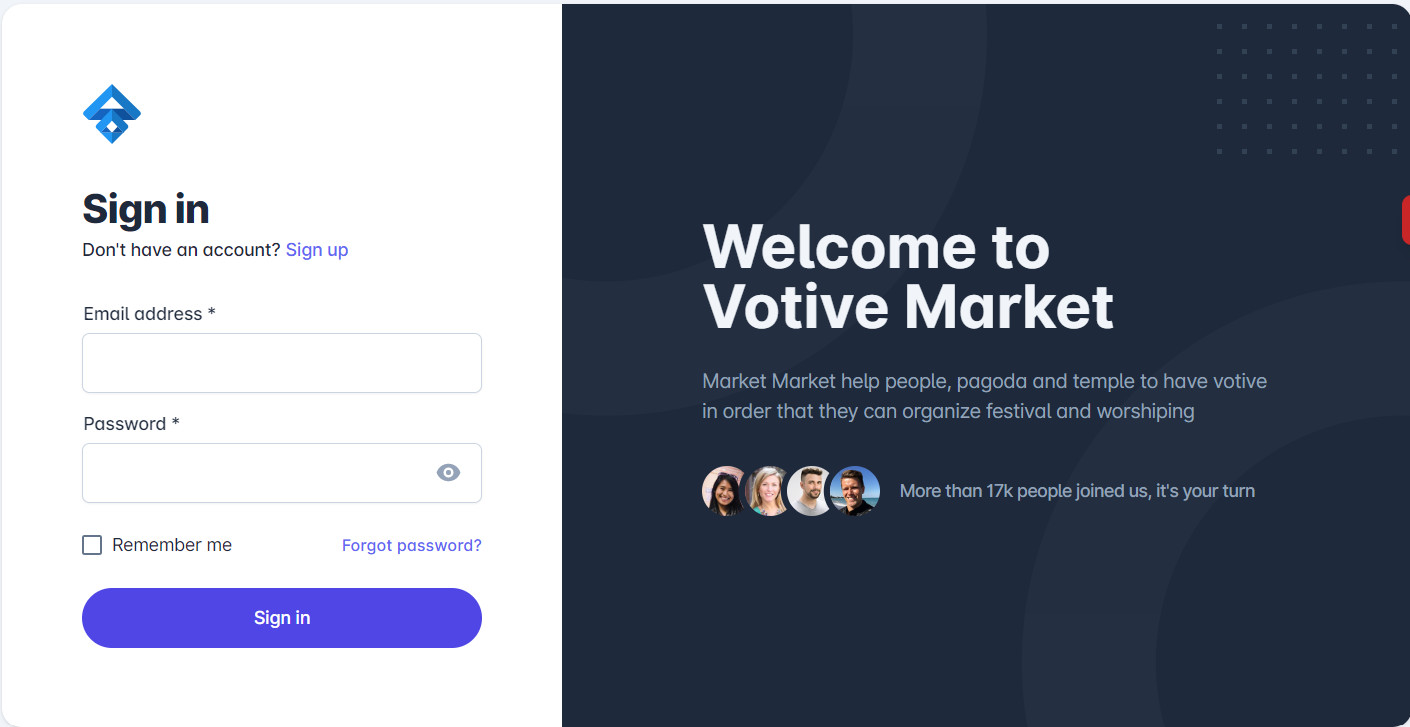 Sign in
Don't have an account? Sign up
Email address *
Password *
Remember me
Forgot password?
Sign in
Welcome to
Votive Market
Market Market help people, pagoda and temple to have votive
in order that they can organize festival and worshiping
More than 17k people joined us, it's your turn